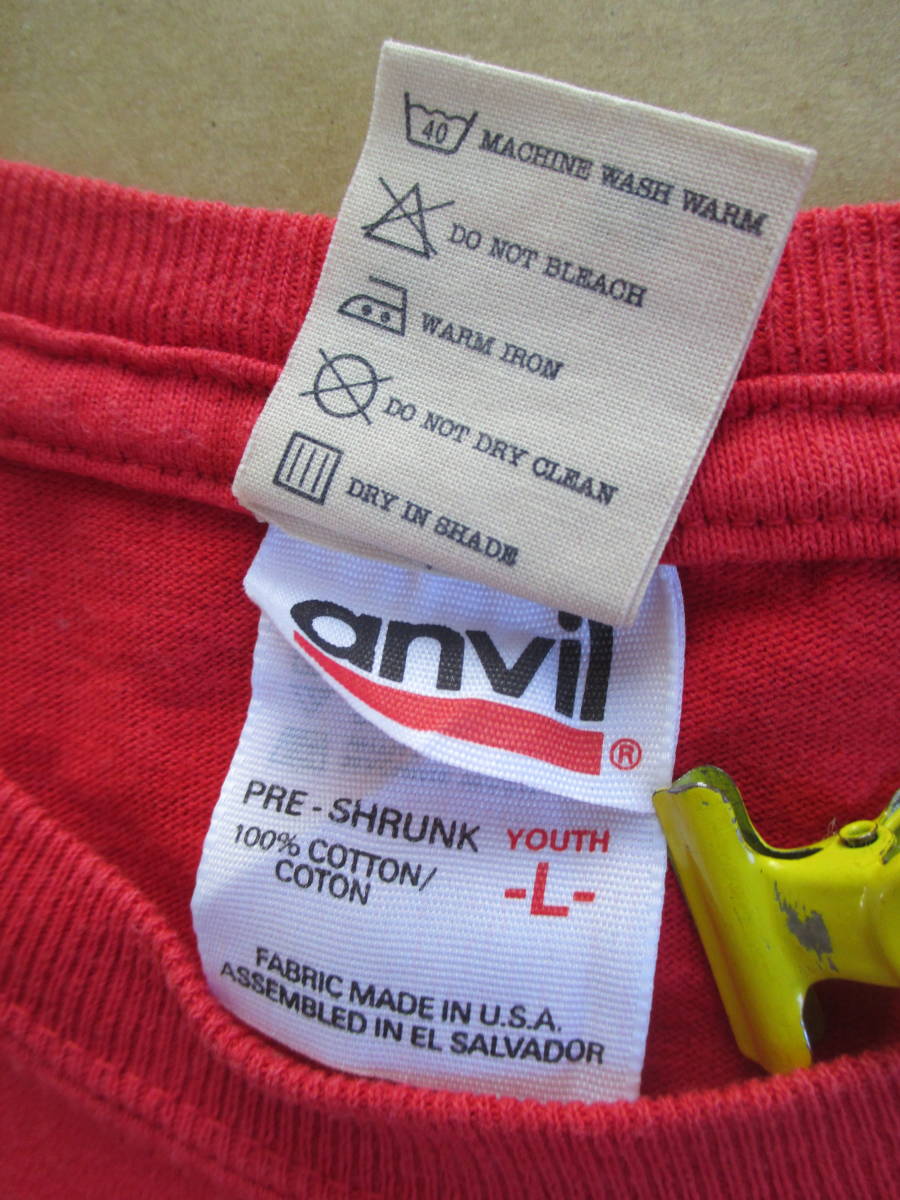 40 MACHINE WASH WARM
DO NOT BLEACH
WARM IRON
DO NOT DRY CLEAN
DRY IN SHADE
anvil®
PRE - SHRUNK
100% COTTON/
COTON
YOUTH
-L-
FABRIC MADE IN U.S.A.
ASSEMBLED IN EL SALVADOR